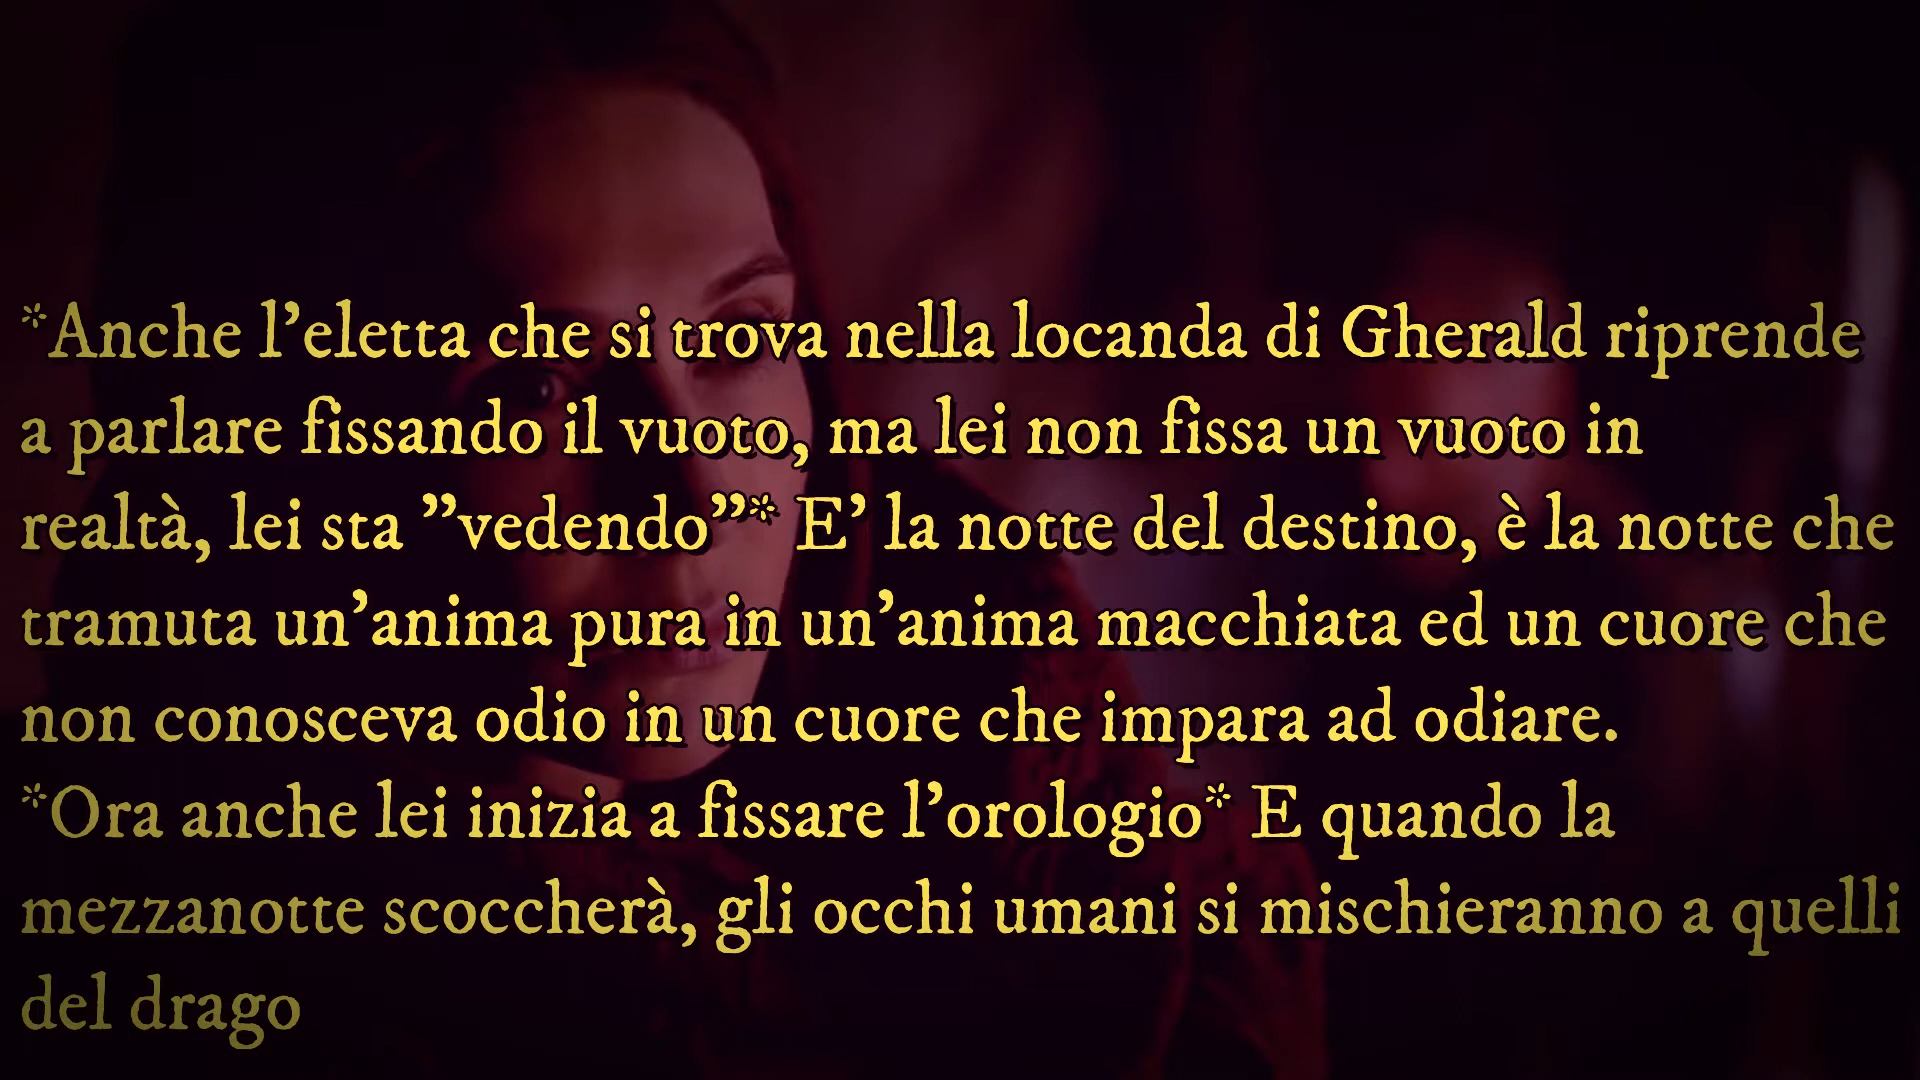 *Anche l’eletta che si trova nella locanda di Gherald riprende
a parlare fissando il vuoto, ma lei non fissa un vuoto in
realtà, lei sta ”vedendo”* E’ la notte del destino, è la notte che
tramuta un’anima pura in un’anima macchiata ed un cuore che
non conosceva odio in un cuore che impara ad odiare.
*Ora anche lei inizia a fissare l’orologio* E quando la
mezzanotte scoccherà, gli occhi umani si mischieranno a quelli
del drago